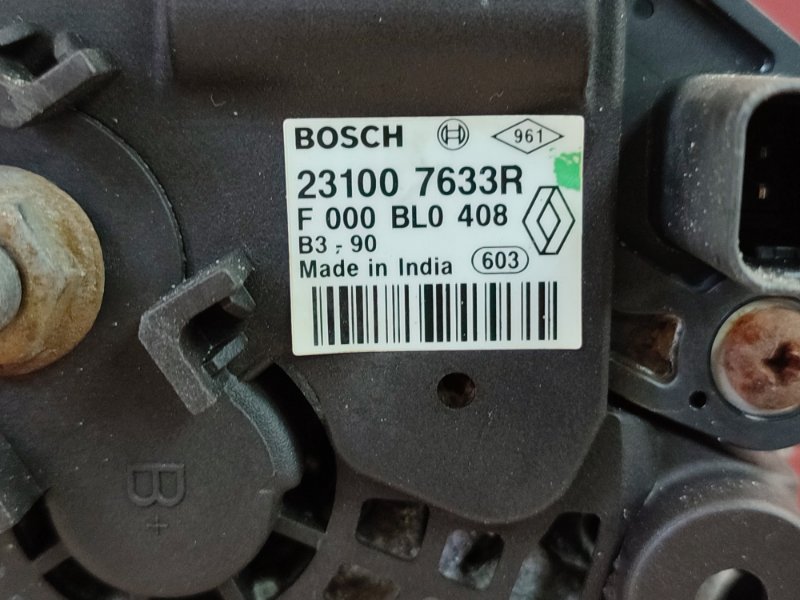 BOSCH 961
23100 7633R
F 000 BL0 408
B3 - 90
Made in India 603
B+